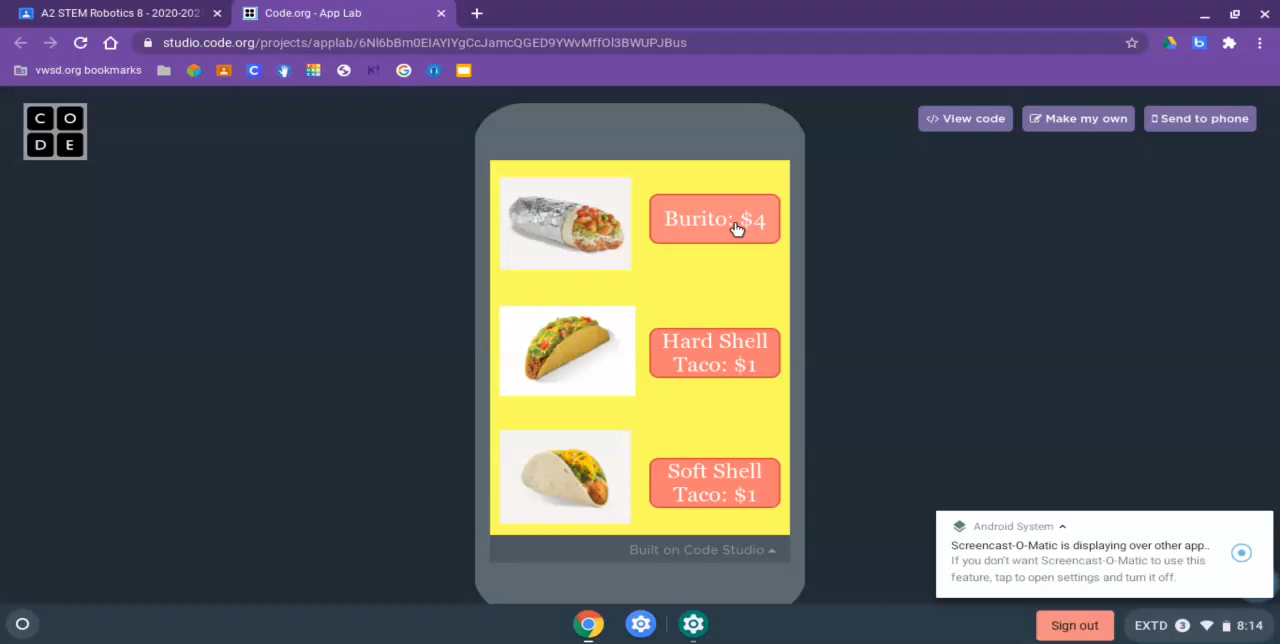 A2 STEM Robotics 8 - 2020-202
Code.org - App Lab
studio.code.org/projects/applab/6Nl6bBm0EIAYIYgCcJamcQGED9YWvMffOl3BWUPJBus
vwsd.org bookmarks
CODE
</> View code
Make my own
Send to phone
Burito: $4
Hard Shell
Taco: $1
Soft Shell
Taco: $1
Built on Code Studio
Android System
Screencast-O-Matic is displaying over other app..
If you don't want Screencast-O-Matic to use this
feature, tap to open settings and turn it off.
Sign out
EXTD 3 8:14